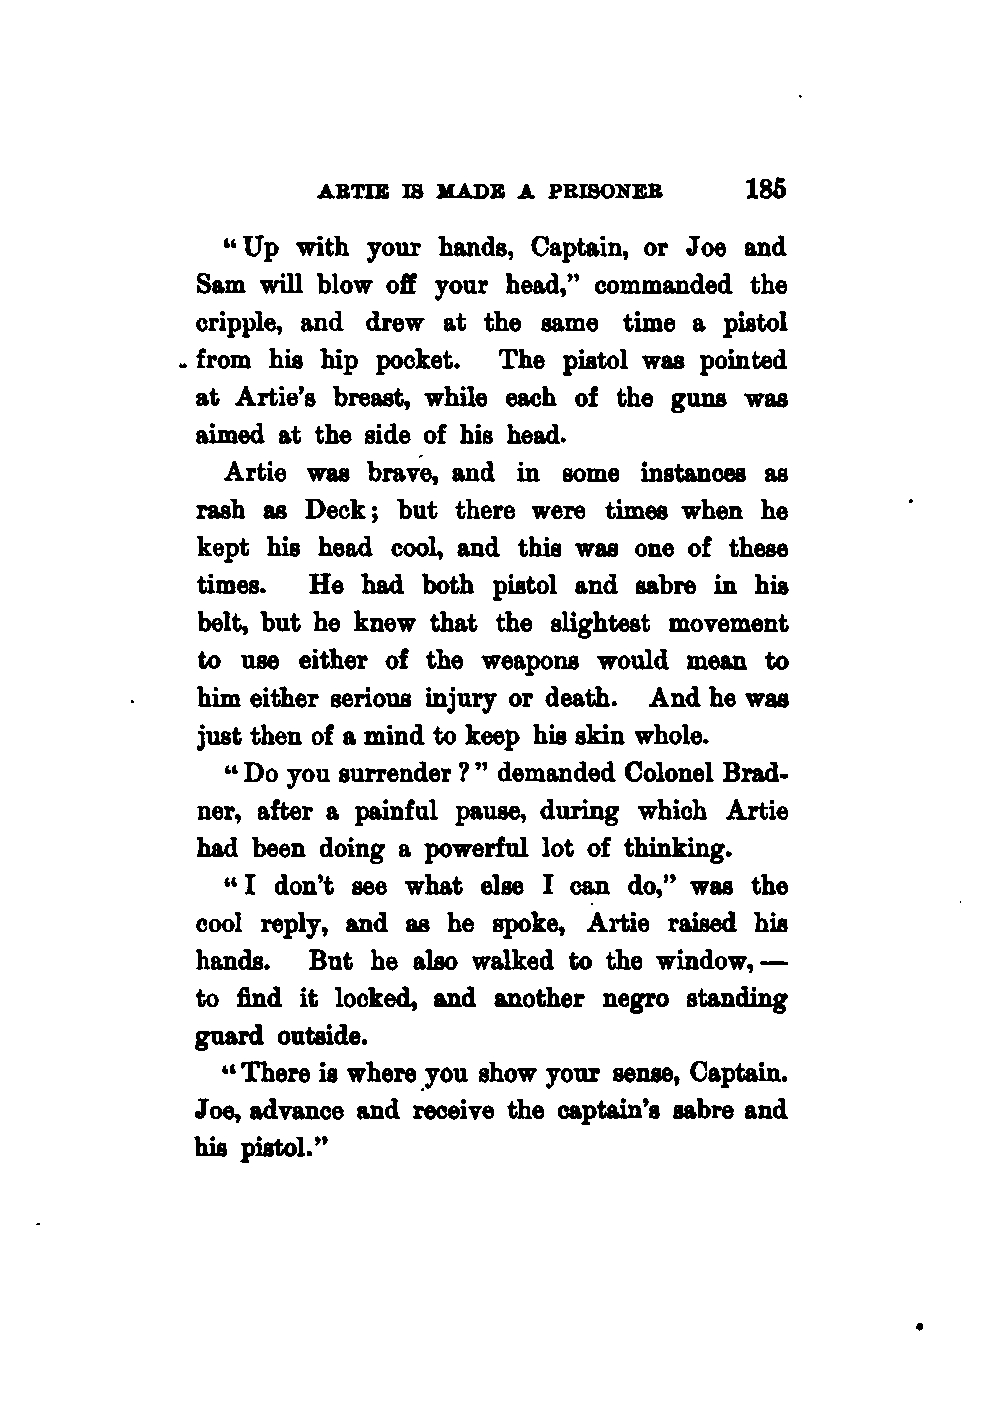 ARTIE IS MADE A PRISONER 185
“Up with your hands, Captain, or Joe and
Sam will blow off your head,” commanded the
cripple, and drew at the same time a pistol
from his hip pocket. The pistol was pointed
at Artie’s breast, while each of the guns was
aimed at the side of his head.
Artie was brave, and in some instances as
rash as Deck; but there were times when he
kept his head cool, and this was one of these
times. He had both pistol and sabre in his
belt, but he knew that the slightest movement
to use either of the weapons would mean to
him either serious injury or death. And he was
just then of a mind to keep his skin whole.
“Do you surrender?” demanded Colonel Brad-
ner, after a painful pause, during which Artie
had been doing a powerful lot of thinking.
“I don’t see what else I can do,” was the
cool reply, and as he spoke, Artie raised his
hands. But he also walked to the window,—
to find it locked, and another negro standing
guard outside.
“There is where you show your sense, Captain.
Joe, advance and receive the captain’s sabre and
his pistol.”